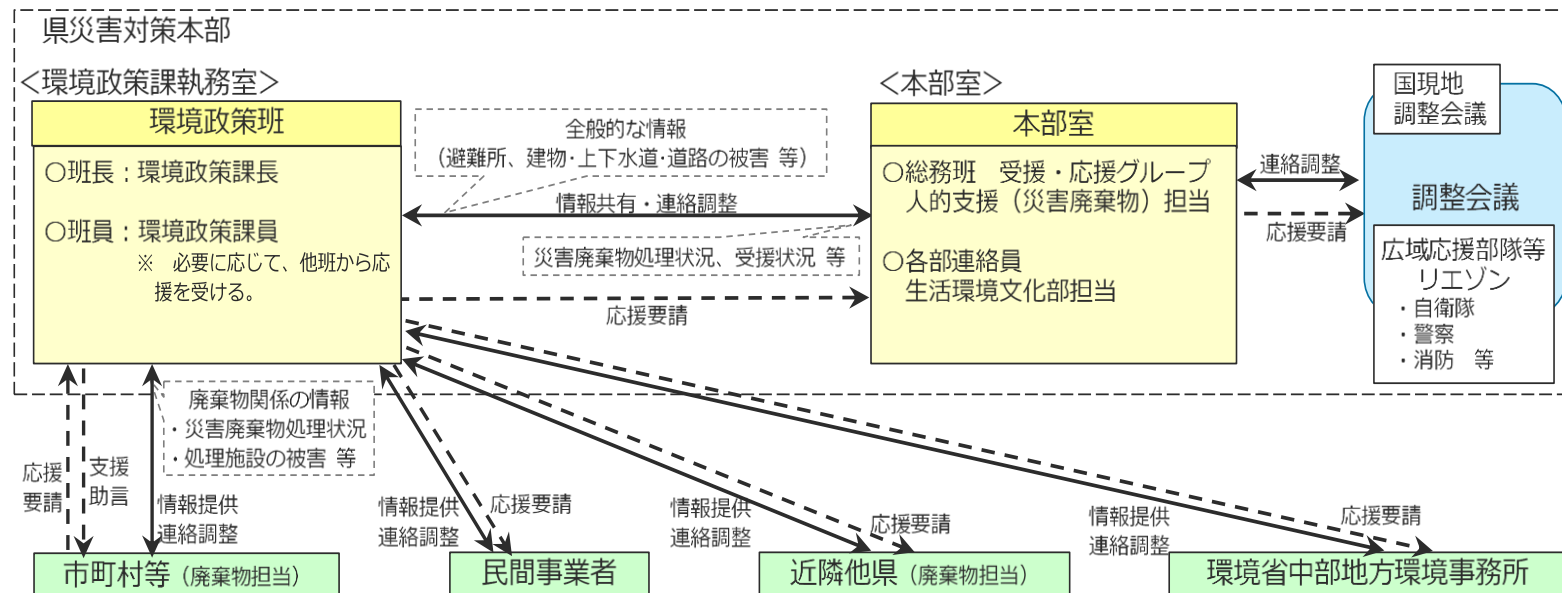 県災害対策本部
＜環境政策課執務室＞
環境政策班
〇班長：環境政策課長
〇班員：環境政策課員
※　必要に応じて、他班から応
援を受ける。
全般的な情報
（避難所、建物・上下水道・道路の被害 等）
情報共有・連絡調整
災害廃棄物処理状況、受援状況 等
応援要請
＜本部室＞
本部室
〇総務班　受援・応援グループ
人的支援（災害廃棄物）担当
〇各部連絡員
生活環境文化部担当
連絡調整
応援要請
国現地
調整会議
調整会議
広域応援部隊等
リエゾン
・自衛隊
・警察
・消防　等
応援
要請
支援
助言
廃棄物関係の情報
・災害廃棄物処理状況
・処理施設の被害 等
情報提供
連絡調整
情報提供
連絡調整
応援要請
情報提供
連絡調整
応援要請
情報提供
連絡調整
応援要請
市町村等（廃棄物担当）
民間事業者
近隣他県（廃棄物担当）
環境省中部地方環境事務所